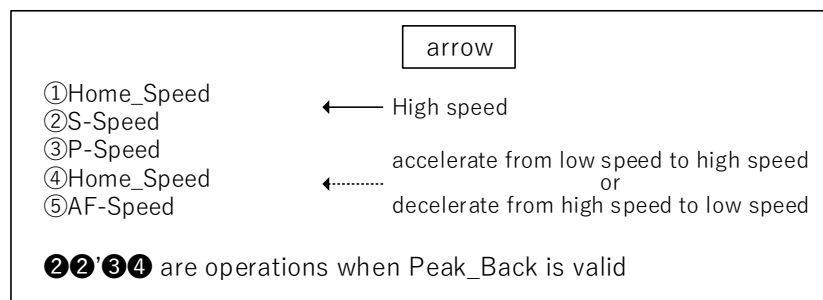 arrow
①Home_Speed
②S-Speed
③P-Speed
④Home_Speed
⑤AF-Speed
High speed
accelerate from low speed to high speed
or
decelerate from high speed to low speed
❷❷'❸❹ are operations when Peak_Back is valid